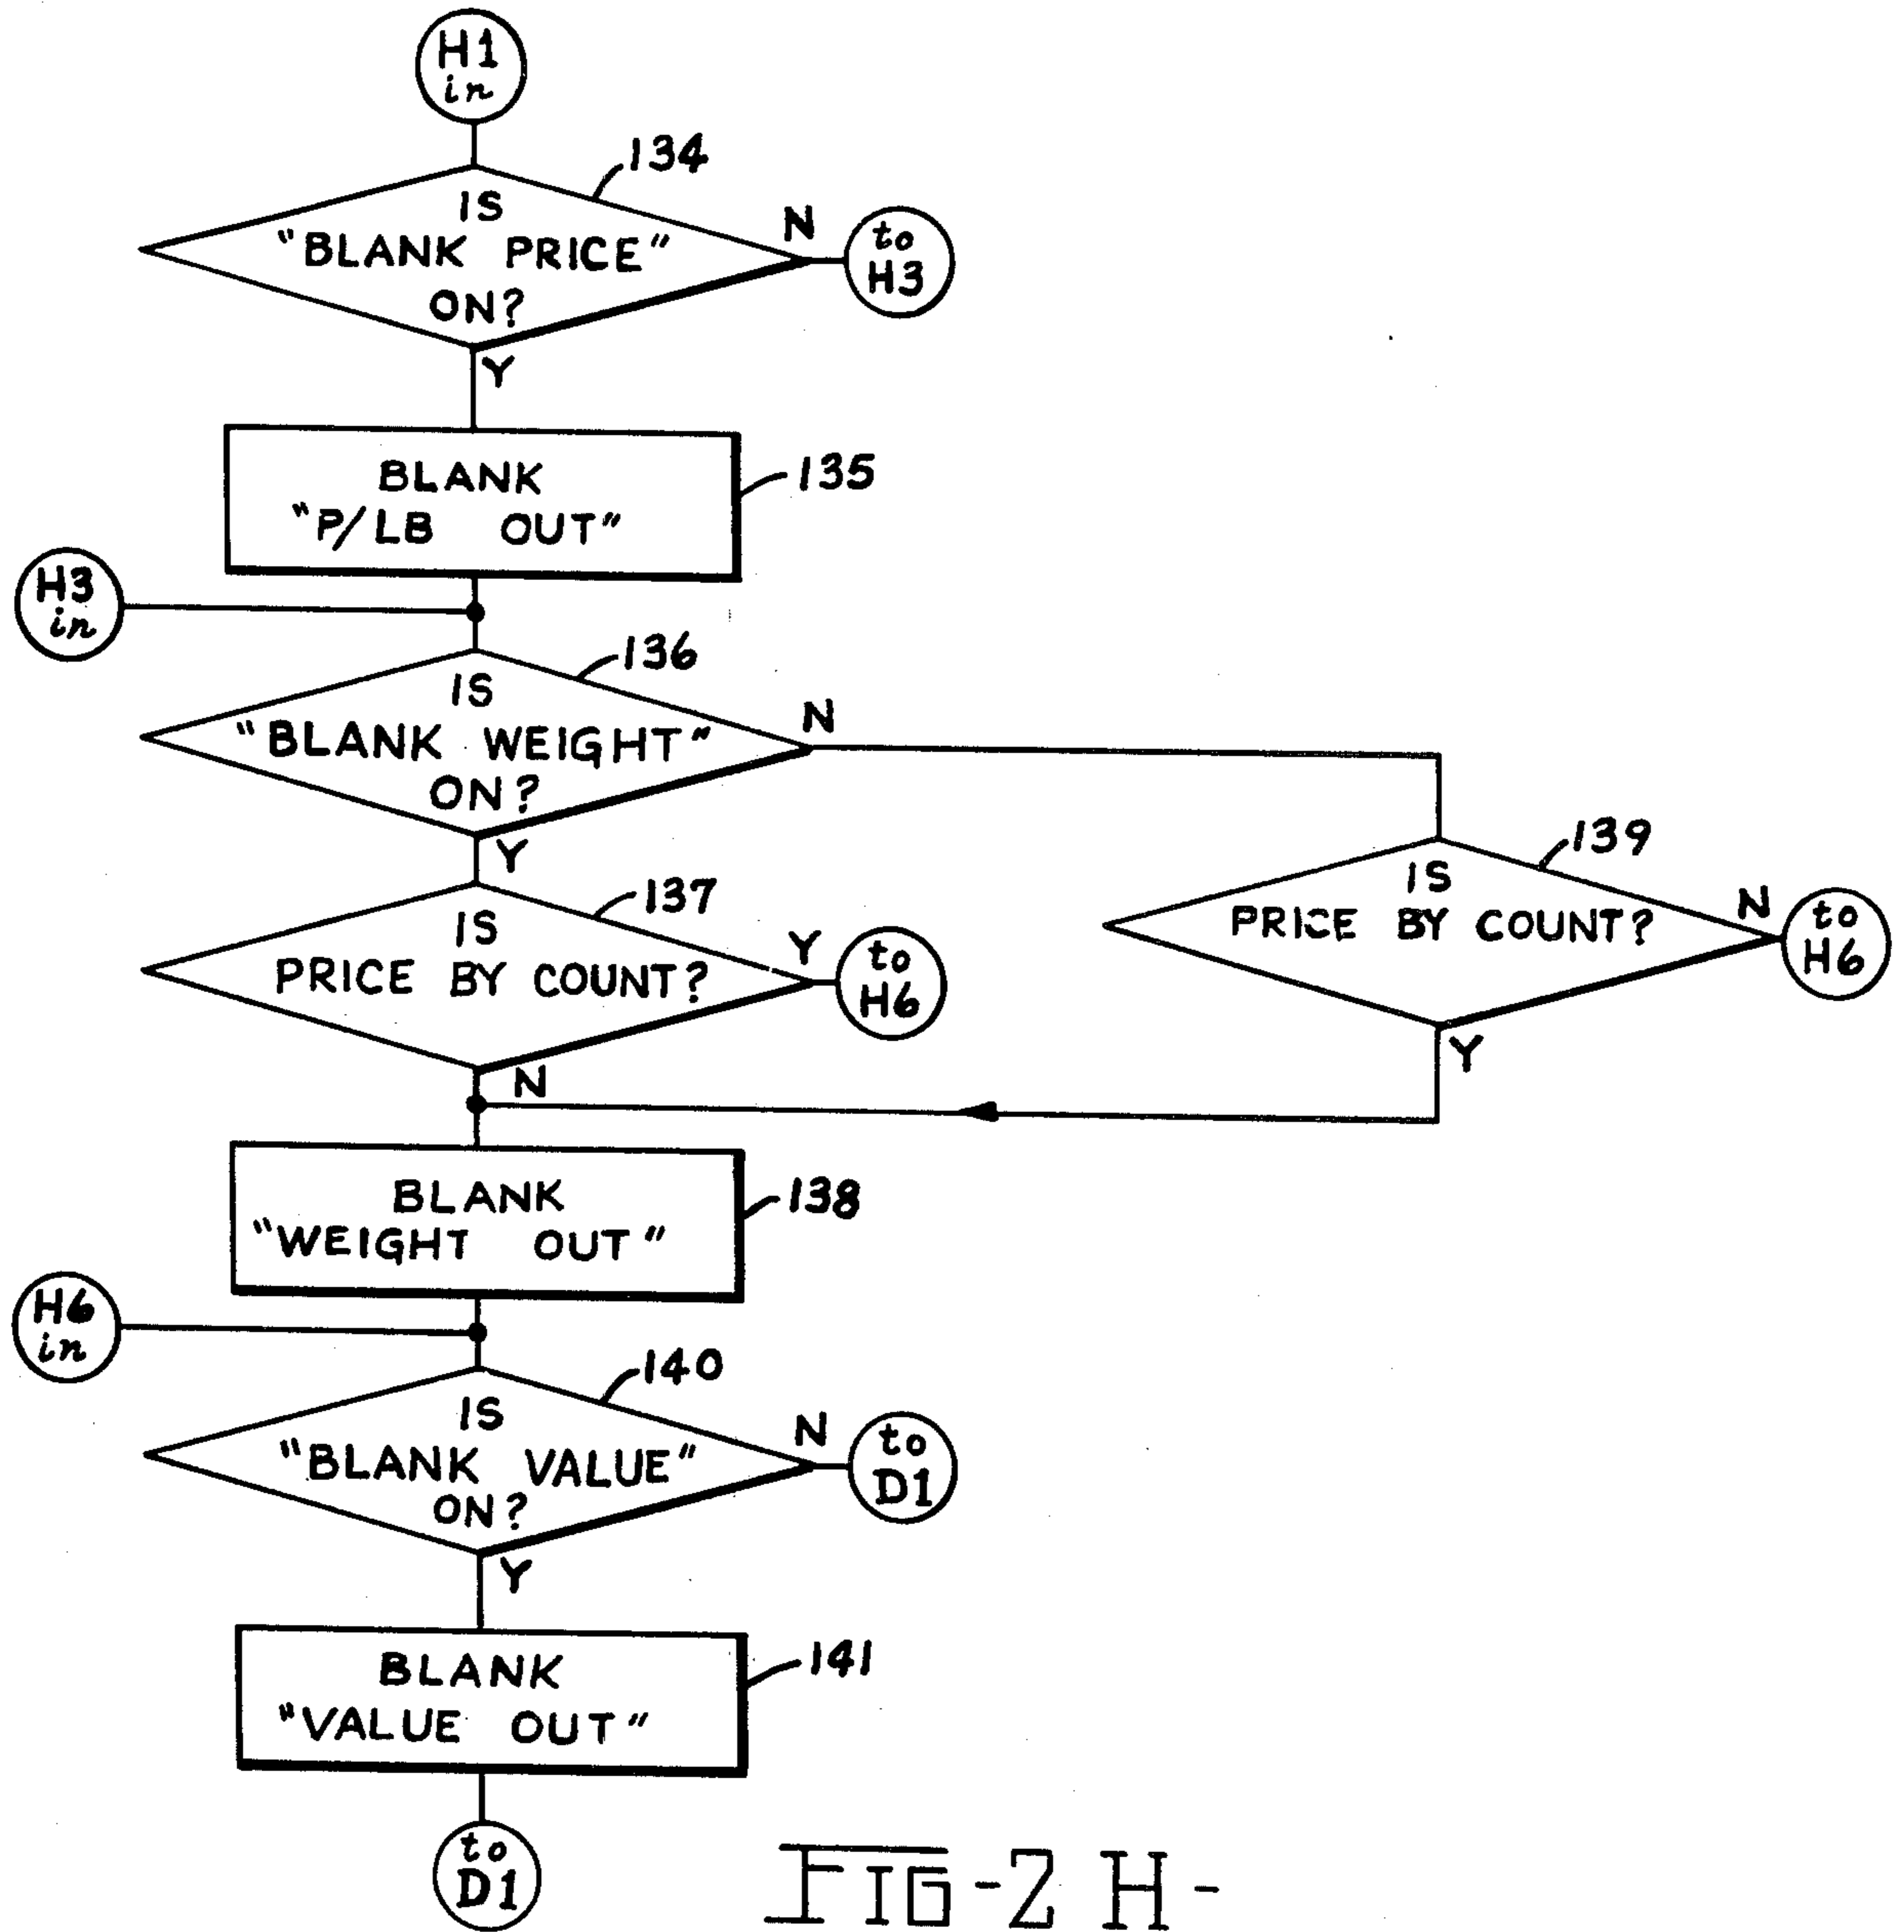 H1
in
134
IS
"BLANK PRICE"
ON?
N
to
H3
Y
BLANK
"P/LB OUT"
135
H3
in
136
IS
"BLANK WEIGHT"
ON?
N
Y
139
IS
PRICE BY COUNT?
N
to
H6
Y
137
IS
PRICE BY COUNT?
Y
to
H6
N
BLANK
"WEIGHT OUT"
138
H6
in
140
IS
"BLANK VALUE"
ON?
N
to
D1
Y
BLANK
"VALUE OUT"
141
to
D1
FIG-2 H-